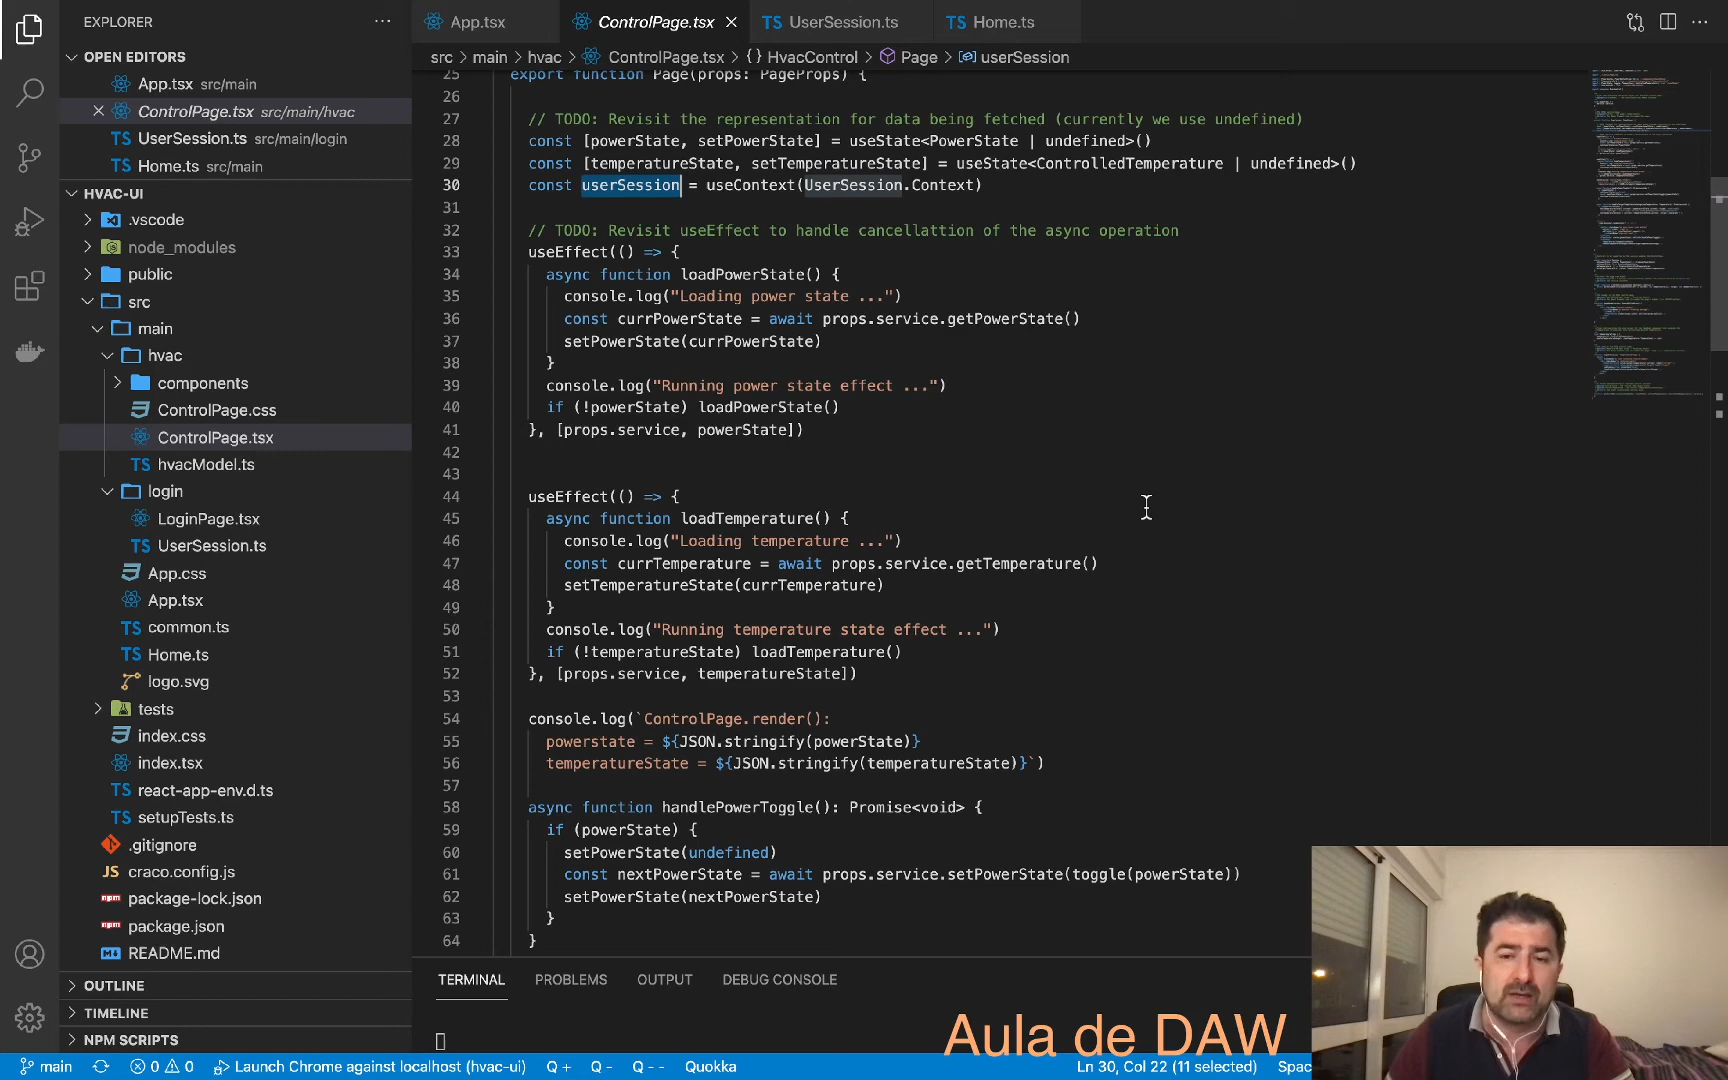 EXPLORER
OPEN EDITORS
App.tsx src/main
ControlPage.tsx src/main/hvac
TS UserSession.ts src/main/login
TS Home.ts src/main
HVAC-UI
.vscode
node_modules
public
src
main
hvac
components
ControlPage.css
ControlPage.tsx
TS hvacModel.ts
login
LoginPage.tsx
TS UserSession.ts
App.css
App.tsx
TS common.ts
TS Home.ts
logo.svg
tests
index.css
index.tsx
TS react-app-env.d.ts
TS setupTests.ts
.gitignore
JS craco.config.js
npm package-lock.json
npm package.json
README.md
OUTLINE
TIMELINE
NPM SCRIPTS
App.tsx ControlPage.tsx TS UserSession.ts TS Home.ts
src > main > hvac > ControlPage.tsx > {} HvacControl > Page > userSession
25 export function Page(props: PageProps) {
26
27 // TODO: Revisit the representation for data being fetched (currently we use undefined)
28 const [powerState, setPowerState] = useState<PowerState | undefined>()
29 const [temperatureState, setTemperatureState] = useState<ControlledTemperature | undefined>()
30 const userSession = useContext(UserSession.Context)
31
32 // TODO: Revisit useEffect to handle cancellattion of the async operation
33 useEffect(() => {
34 async function loadPowerState() {
35 console.log("Loading power state ...")
36 const currPowerState = await props.service.getPowerState()
37 setPowerState(currPowerState)
38 }
39 console.log("Running power state effect ...")
40 if (!powerState) loadPowerState()
41 }, [props.service, powerState])
42
43
44 useEffect(() => {
45 async function loadTemperature() {
46 console.log("Loading temperature ...")
47 const currTemperature = await props.service.getTemperature()
48 setTemperatureState(currTemperature)
49 }
50 console.log("Running temperature state effect ...")
51 if (!temperatureState) loadTemperature()
52 }, [props.service, temperatureState])
53
54 console.log(`ControlPage.render():
55 powerstate = ${JSON.stringify(powerState)}
56 temperatureState = ${JSON.stringify(temperatureState)}`)
57
58 async function handlePowerToggle(): Promise<void> {
59 if (powerState) {
60 setPowerState(undefined)
61 const nextPowerState = await props.service.setPowerState(toggle(powerState))
62 setPowerState(nextPowerState)
63 }
64 }
TERMINAL PROBLEMS OUTPUT DEBUG CONSOLE
Aula de DAW
main 0 0 Launch Chrome against localhost (hvac-ui) Q + Q - Q - - Quokka Ln 30, Col 22 (11 selected) Spac